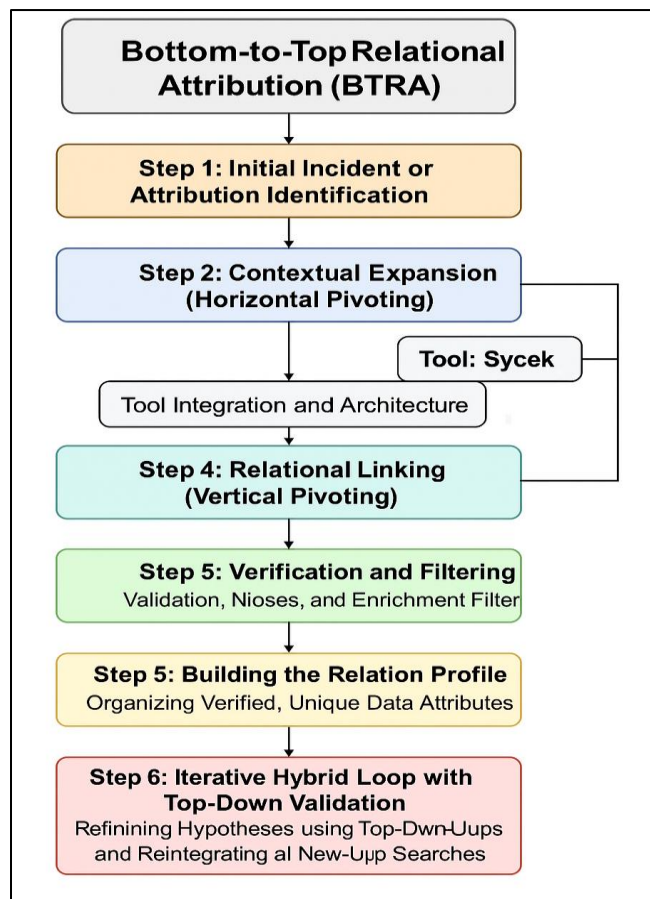 Bottom-to-Top Relational
Attribution (BTRA)
Step 1: Initial Incident or
Attribution Identification
Step 2: Contextual Expansion
(Horizontal Pivoting)
Tool: Sycek
Tool Integration and Architecture
Step 4: Relational Linking
(Vertical Pivoting)
Step 5: Verification and Filtering
Validation, Nioses, and Enrichment Filter
Step 5: Building the Relation Profile
Organizing Verified, Unique Data Attributes
Step 6: Iterative Hybrid Loop with
Top-Down Validation
Refinining Hypotheses using Top-Dwn-Uups
and Reintegrating al New-Uμp Searches